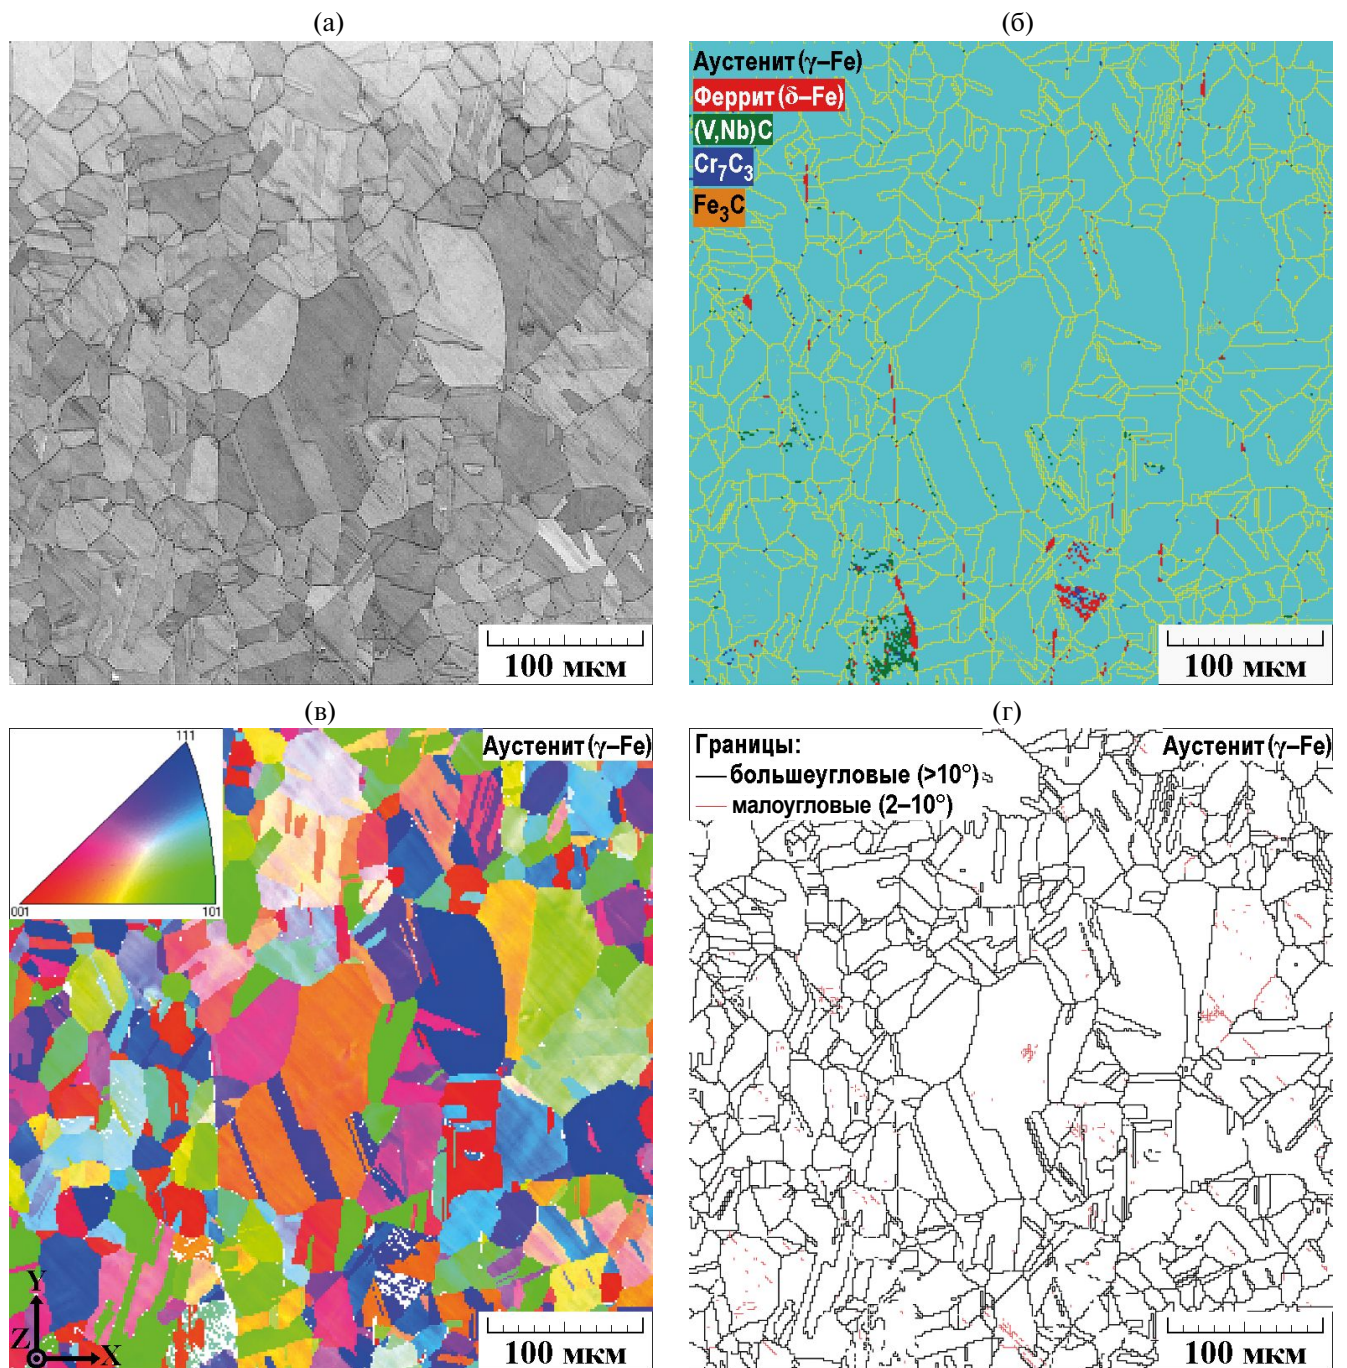 (а)
(б)
Аустенит (γ–Fe)
Феррит (δ–Fe)
(V,Nb)C
Cr₇C₃
Fe₃C
100 мкм
100 мкм
(в)
(г)
111
001
101
Аустенит (γ–Fe)
Y
Z
X
100 мкм
Границы:
большеугловые (>10°)
малоугловые (2–10°)
Аустенит (γ–Fe)
100 мкм